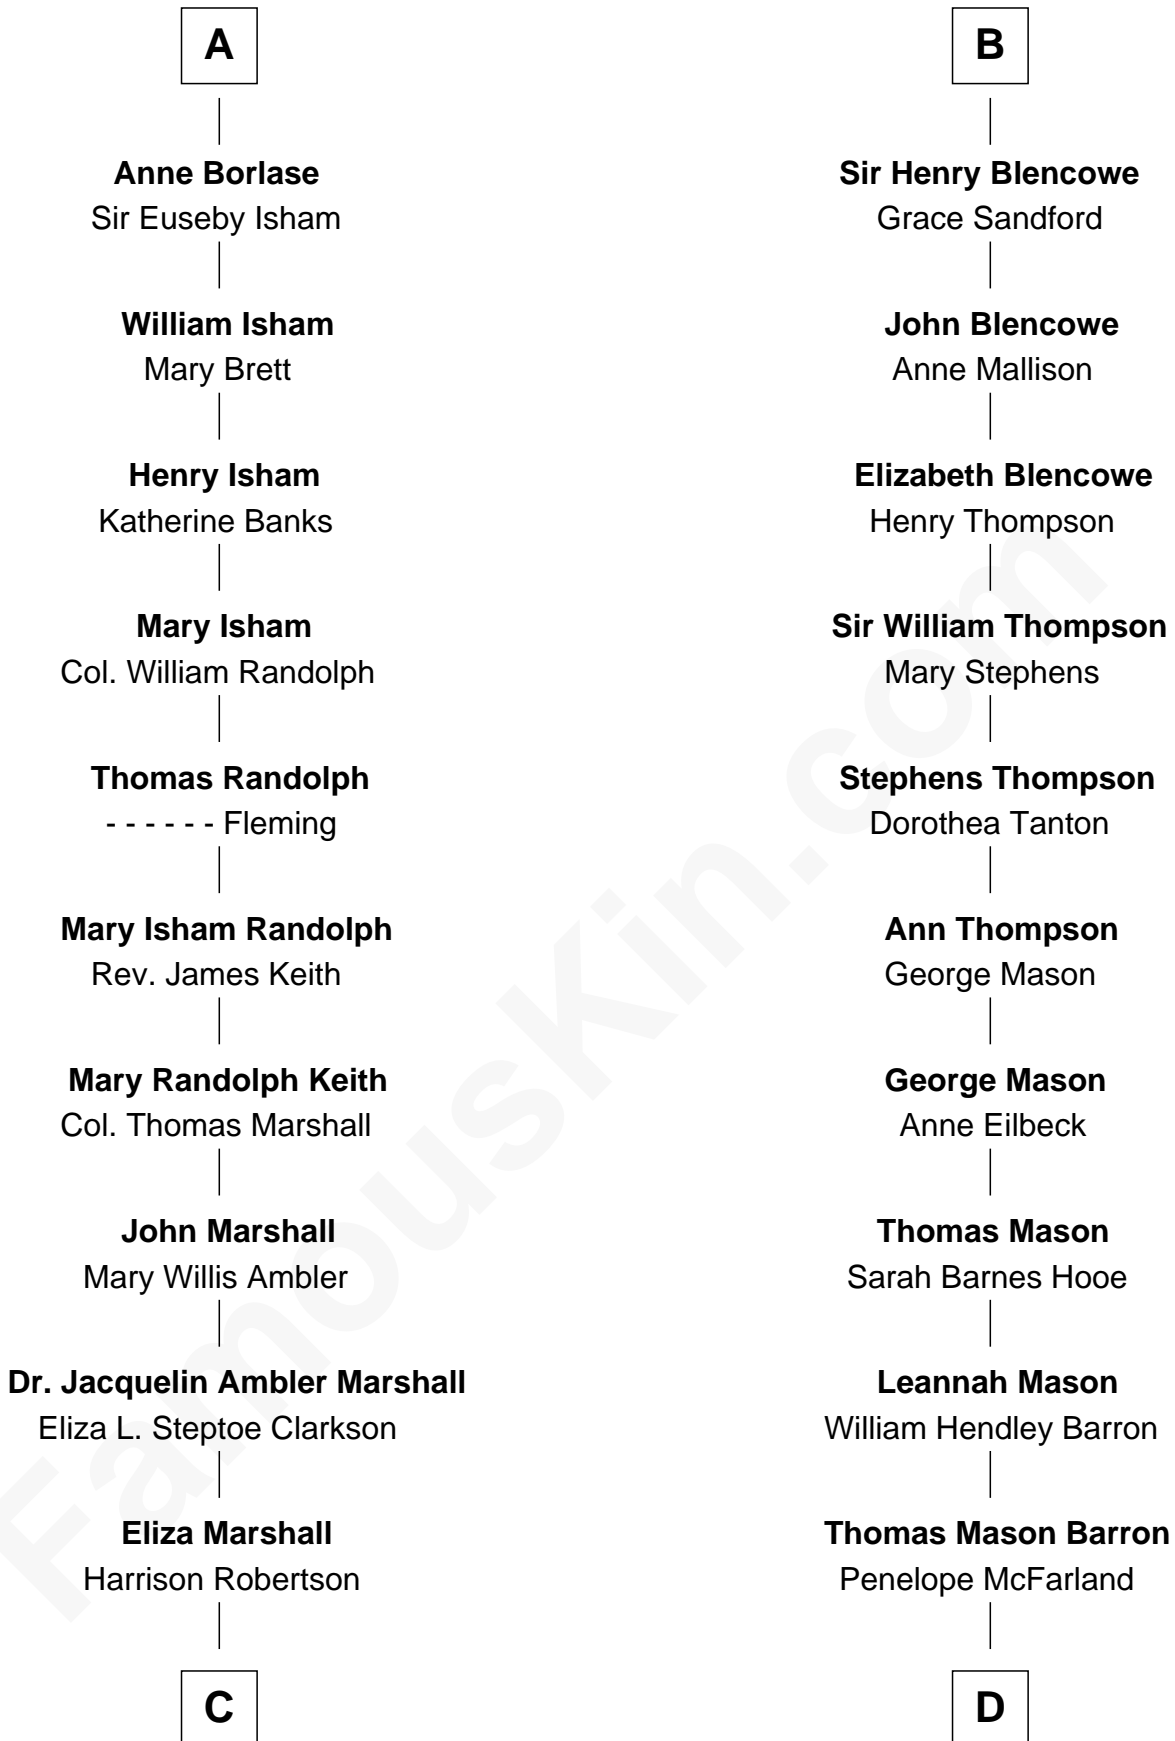 A
Anne Borlase
Sir Euseby Isham
William Isham
Mary Brett
Henry Isham
Katherine Banks
Mary Isham
Col. William Randolph
Thomas Randolph
- - - - - - Fleming
Mary Isham Randolph
Rev. James Keith
Mary Randolph Keith
Col. Thomas Marshall
John Marshall
Mary Willis Ambler
Dr. Jacquelin Ambler Marshall
Eliza L. Steptoe Clarkson
Eliza Marshall
Harrison Robertson
C
B
Sir Henry Blencowe
Grace Sandford
John Blencowe
Anne Mallison
Elizabeth Blencowe
Henry Thompson
Sir William Thompson
Mary Stephens
Stephens Thompson
Dorothea Tanton
Ann Thompson
George Mason
George Mason
Anne Eilbeck
Thomas Mason
Sarah Barnes Hooe
Leannah Mason
William Hendley Barron
Thomas Mason Barron
Penelope McFarland
D
FamousKin.com